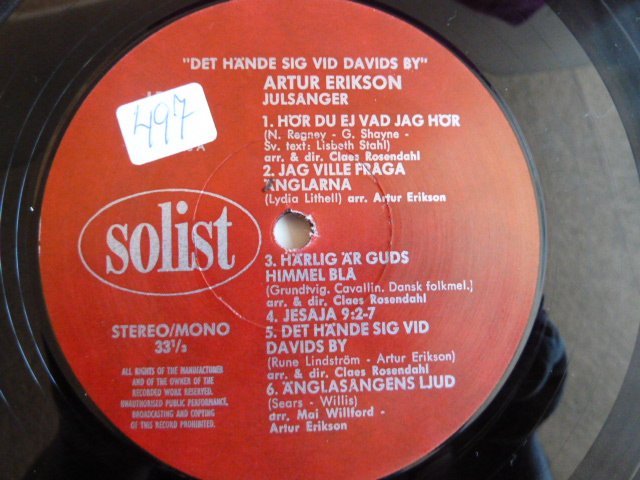 "DET HÄNDE SIG VID DAVIDS BY"
ARTUR ERIKSON
JULSANGER
497
1. HÖR DU EJ VAD JAG HÖR
(N. Regney - G. Shayne -
Sv. text: Lisbeth Stahl)
arr. & dir. Claes Rosendahl
2. JAG VILLE FRAGA
ÄNGLARNA
(Lydia Lithell) arr. Artur Erikson
solist
3. HÄRLIG ÄR GUDS
HIMMEL BLA
(Grundtvig. Cavallin. Dansk folkmel.)
arr. & dir. Claes Rosendahl
4. JESAJA 9:2-7
5. DET HÄNDE SIG VID
DAVIDS BY
(Rune Lindström - Artur Erikson)
arr. & dir. Claes Rosendahl
6. ÄNGLASANGENS LJUD
(Sears - Willis)
arr. Mai Willford -
Artur Erikson
STEREO/MONO
33 1/3
ALL RIGHTS OF THE MANUFACTURER
AND OF THE OWNER OF THE
RECORDED WORK RESERVED.
UNAUTHORISED PUBLIC PERFORMANCE,
BROADCASTING AND COPYING
OF THIS RECORD PROHIBITED.